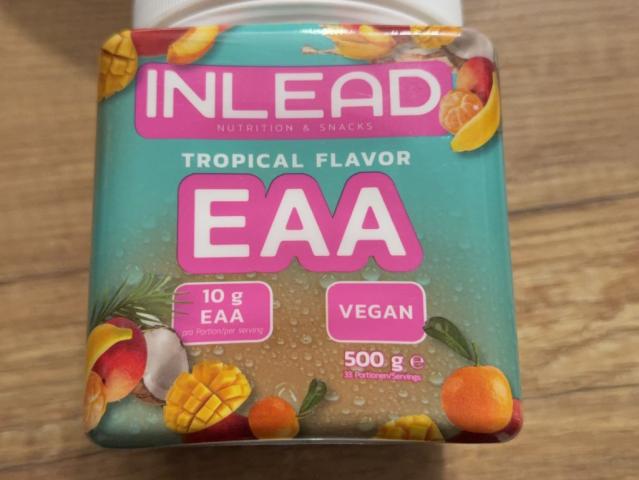 INLEAD
NUTRITION & SNACKS
TROPICAL FLAVOR
EAA
10 g
EAA
pro Portion/per serving
VEGAN
500 g e
33 Portionen/Servings